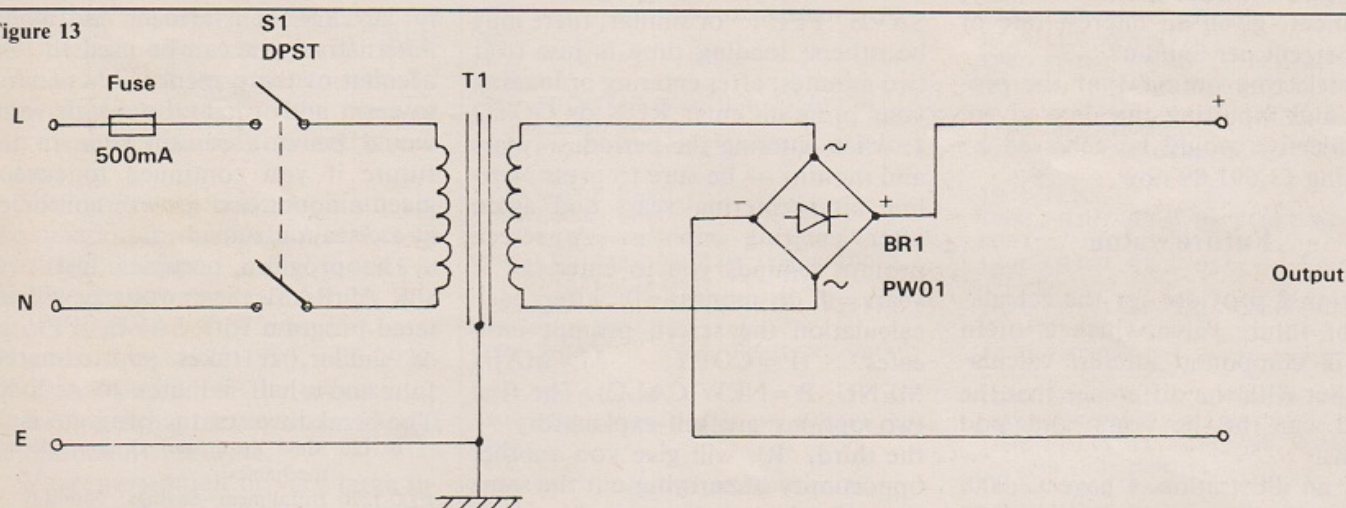 Figure 13
S1
DPST
Fuse
T1
L
500mA
+
~
−
+
BR1
PW01
Output
N
~
E
−